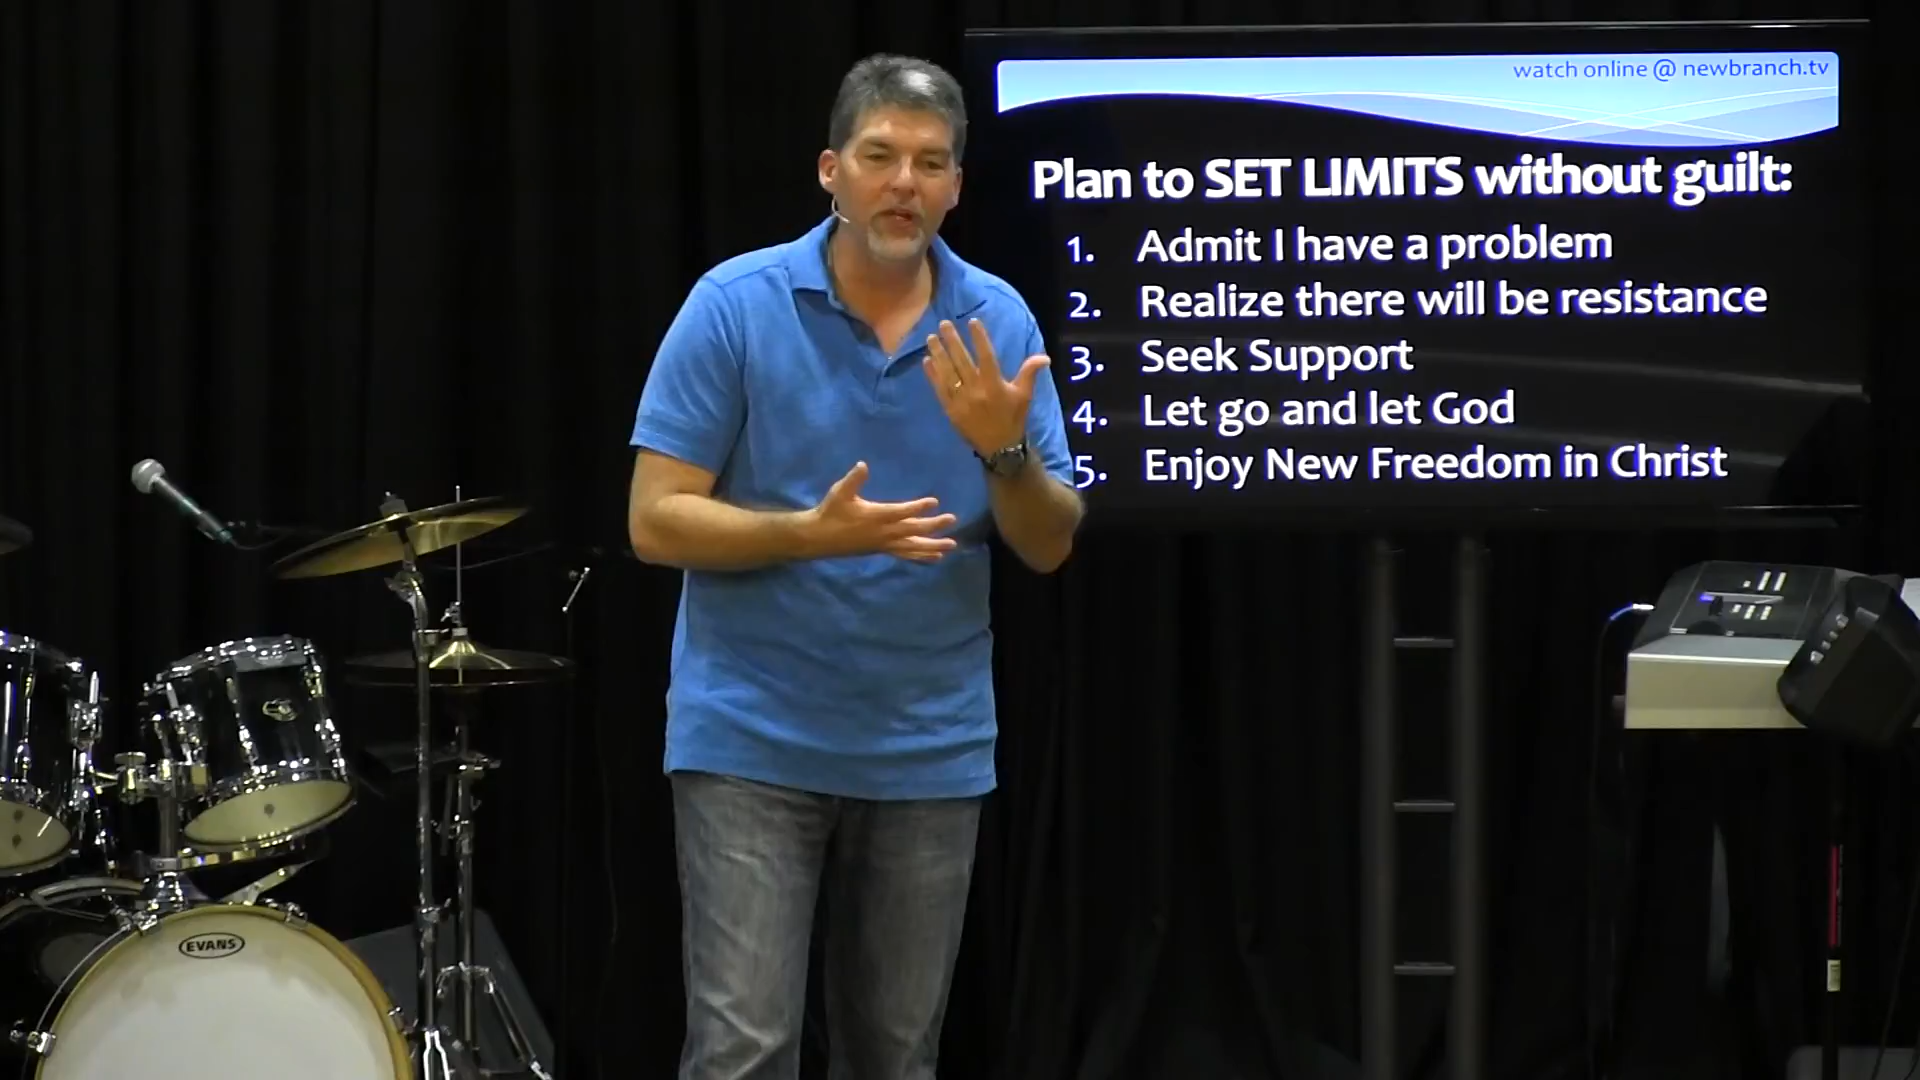 watch online @ newbranch.tv
Plan to SET LIMITS without guilt:
1. Admit I have a problem
2. Realize there will be resistance
3. Seek Support
4. Let go and let God
5. Enjoy New Freedom in Christ
EVANS